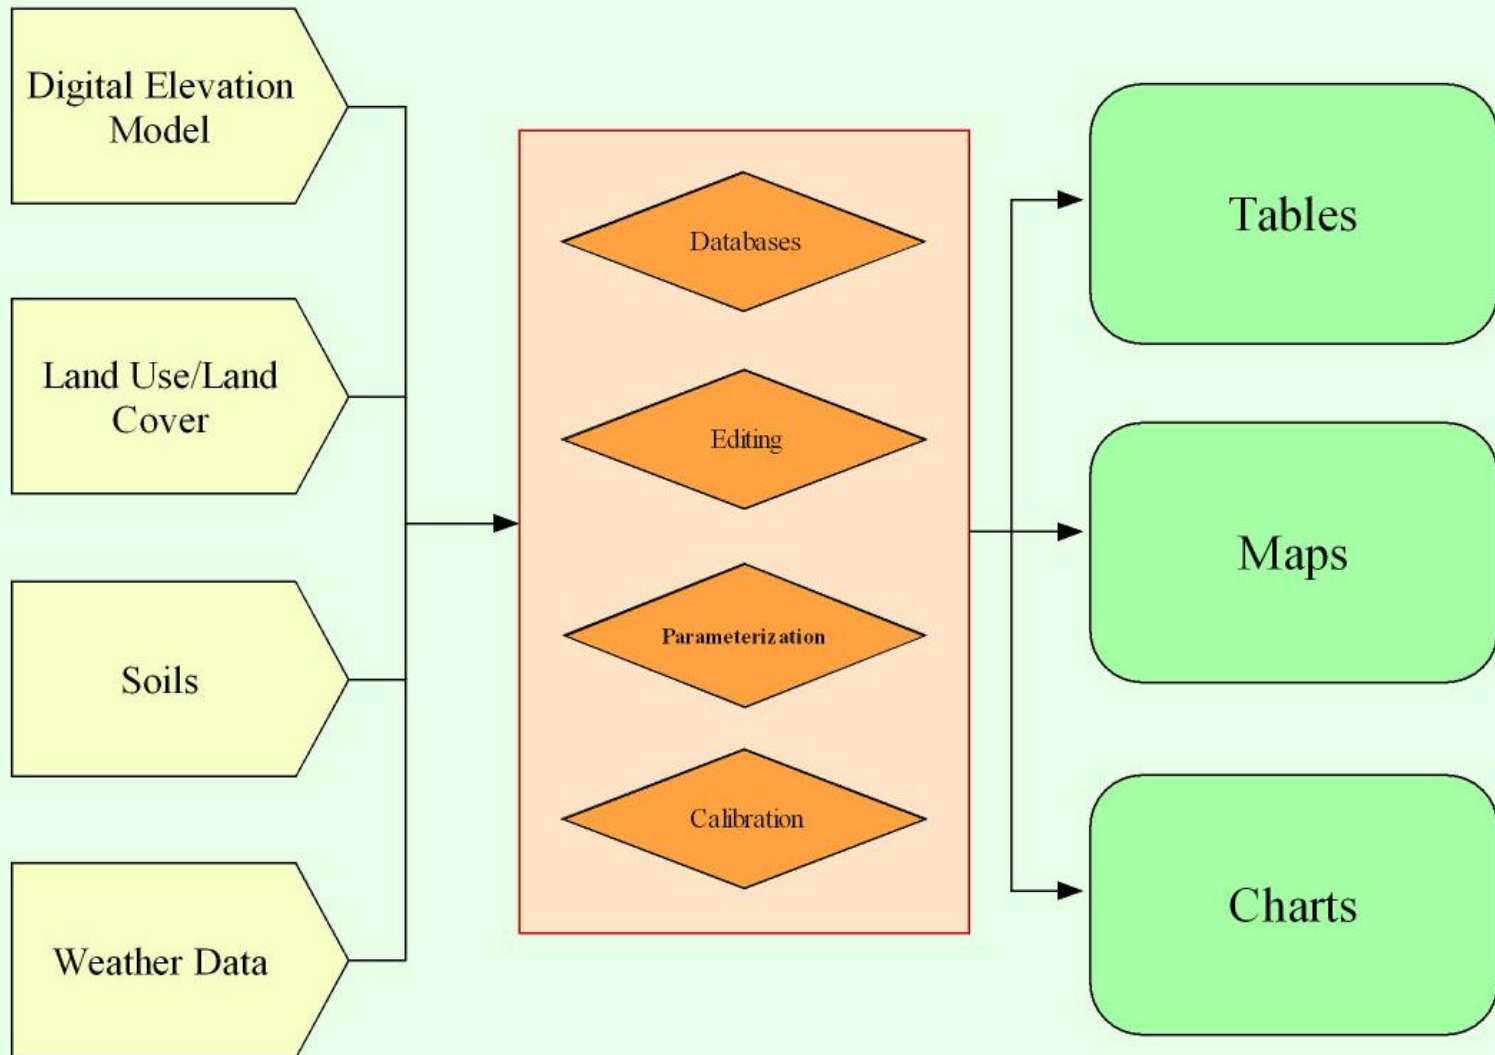 Digital Elevation
Model
Land Use/Land
Cover
Soils
Weather Data
Databases
Editing
Parameterization
Calibration
Tables
Maps
Charts